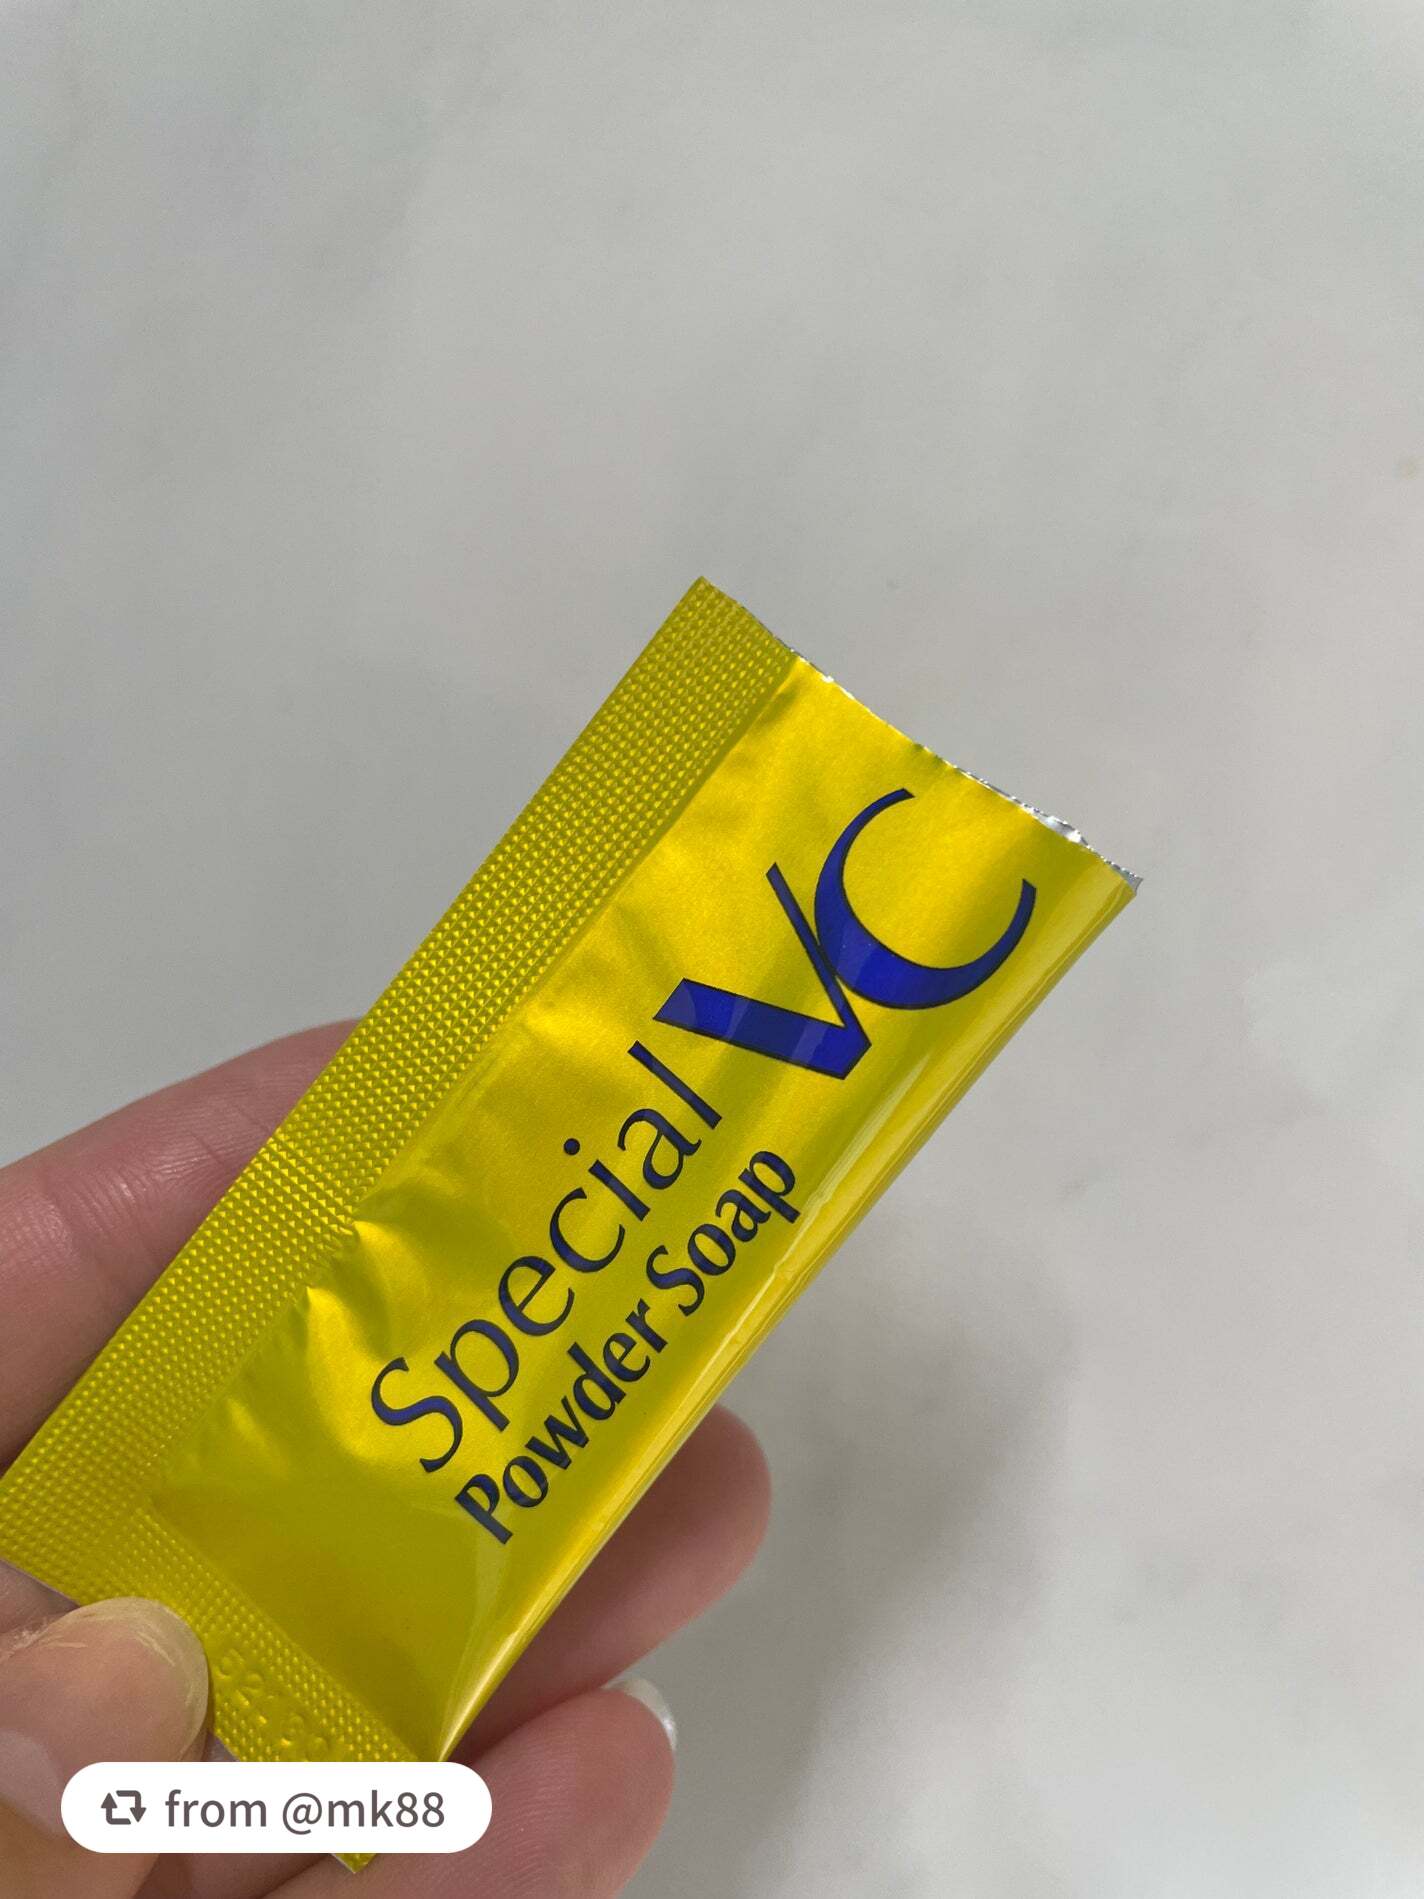 Special VC
Powder Soap
from @mk88